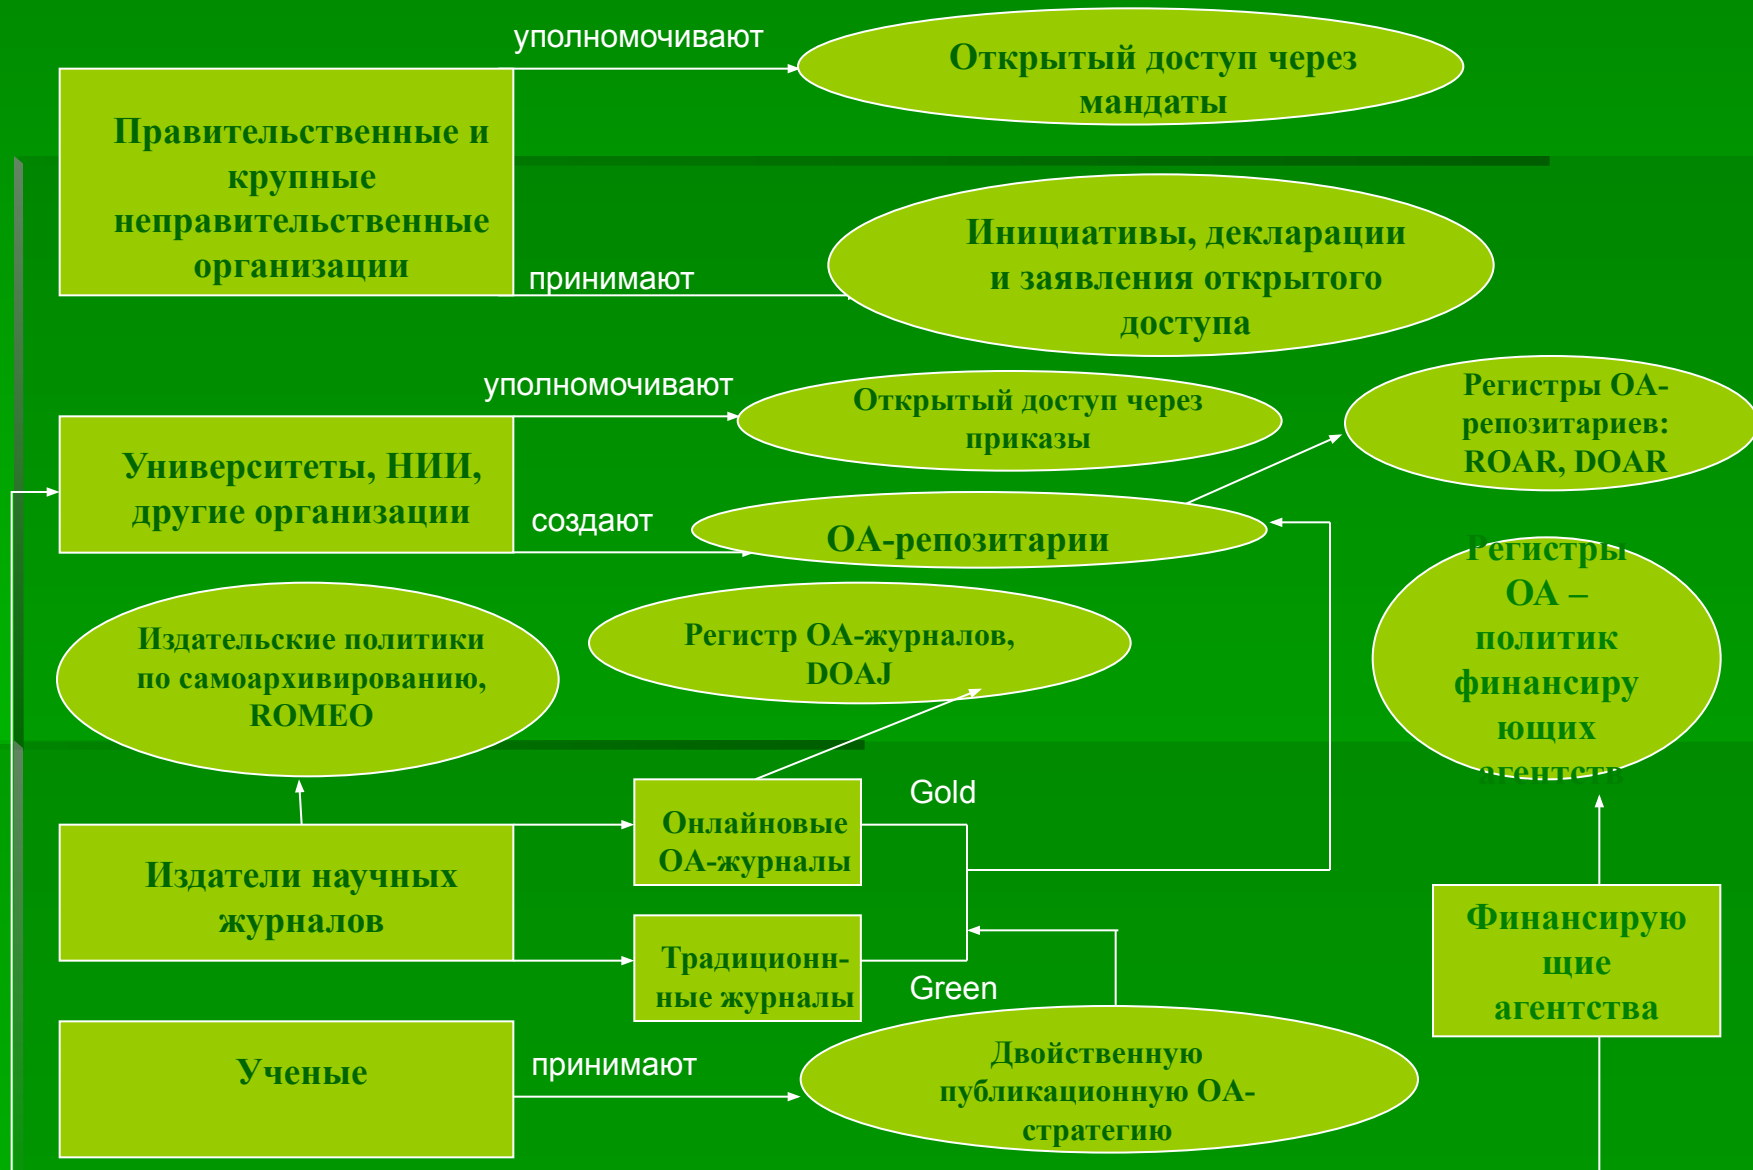 уполномочивают
Открытый доступ через
мандаты
Правительственные и
крупные
неправительственные
организации
принимают
Инициативы, декларации
и заявления открытого
доступа
уполномочивают
Открытый доступ через
приказы
Регистры ОА-
репозитариев:
ROAR, DOAR
Университеты, НИИ,
другие организации
создают
ОА-репозитарии
Регистры
ОА –
политик
финансиру
ющих
агентств
Издательские политики
по самоархивированию,
ROMEO
Регистр ОА-журналов,
DOAJ
Издатели научных
журналов
Онлайновые
ОА-журналы
Gold
Традиционн-
ные журналы
Green
Финансирую
щие
агентства
Ученые
принимают
Двойственную
публикационную ОА-
стратегию